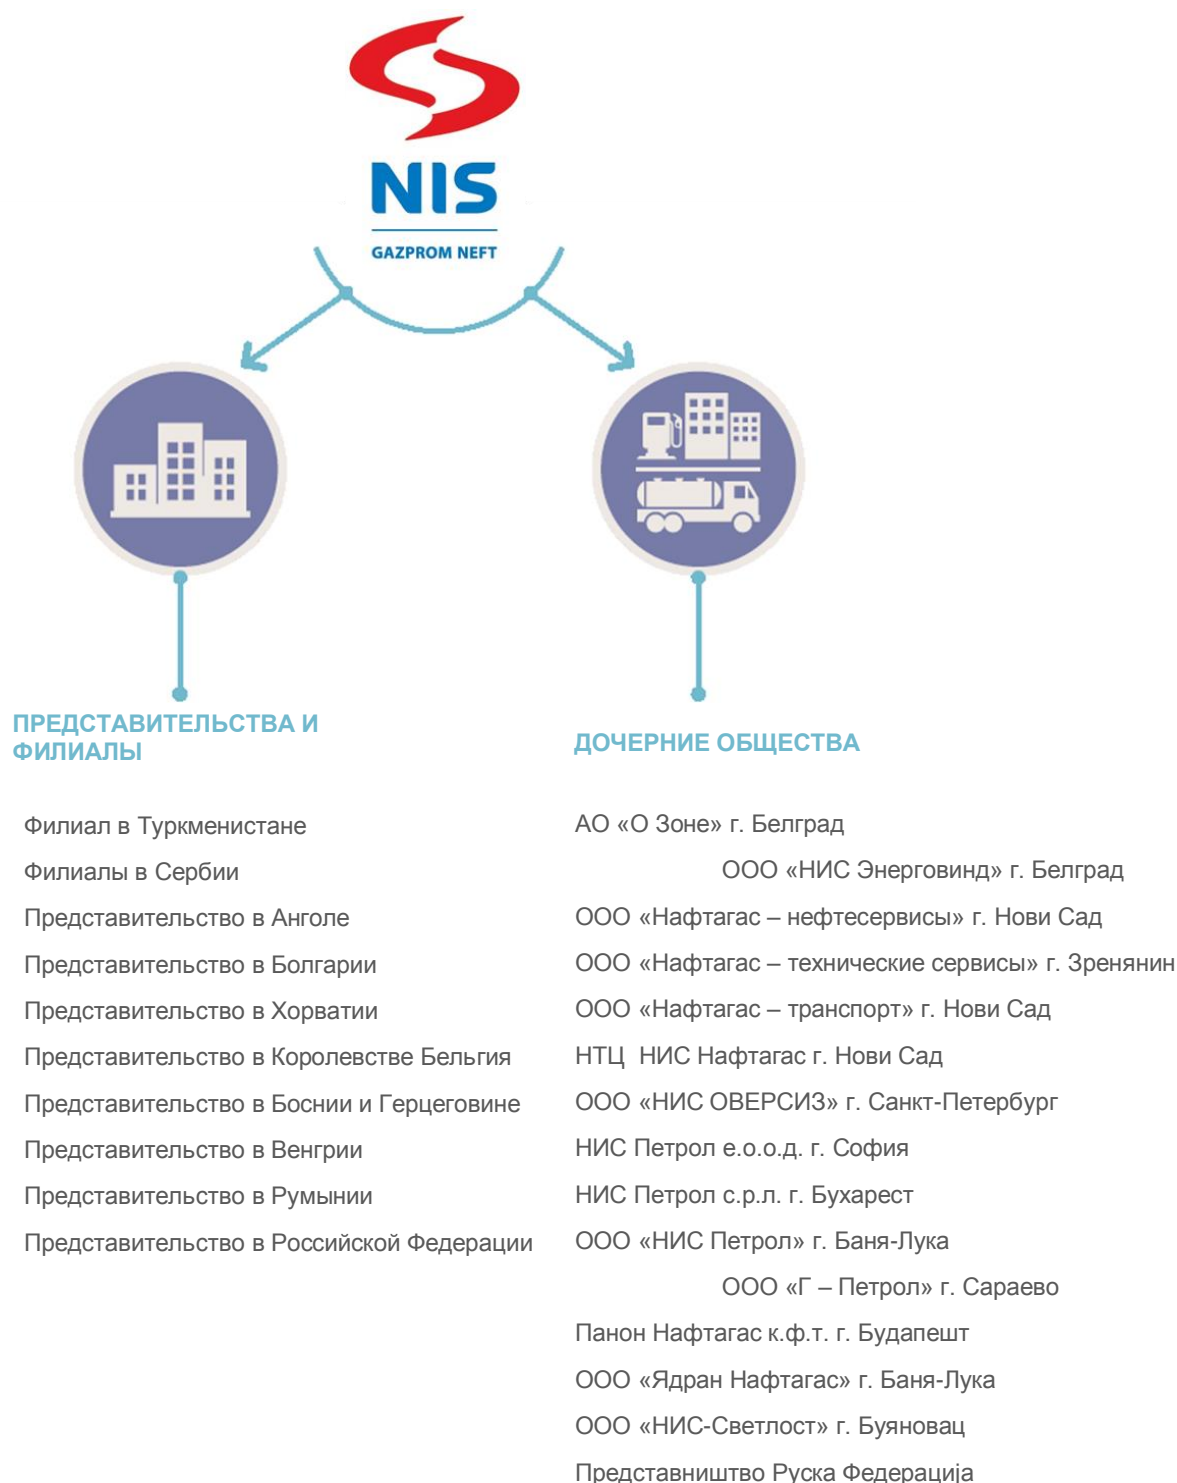 NIS
GAZPROM NEFT
ПРЕДСТАВИТЕЛЬСТВА И
ФИЛИАЛЫ
Филиал в Туркменистане
Филиалы в Сербии
Представительство в Анголе
Представительство в Болгарии
Представительство в Хорватии
Представительство в Королевстве Бельгия
Представительство в Боснии и Герцеговине
Представительство в Венгрии
Представительство в Румынии
Представительство в Российской Федерации
ДОЧЕРНИЕ ОБЩЕСТВА
АО «О Зоне» г. Белград
ООО «НИС Энерговинд» г. Белград
ООО «Нафтагас – нефтесервисы» г. Нови Сад
ООО «Нафтагас – технические сервисы» г. Зренянин
ООО «Нафтагас – транспорт» г. Нови Сад
НТЦ НИС Нафтагас г. Нови Сад
ООО «НИС ОВЕРСИЗ» г. Санкт-Петербург
НИС Петрол е.о.о.д. г. София
НИС Петрол с.р.л. г. Бухарест
ООО «НИС Петрол» г. Баня-Лука
ООО «Г – Петрол» г. Сараево
Панон Нафтагас к.ф.т. г. Будапешт
ООО «Ядран Нафтагас» г. Баня-Лука
ООО «НИС-Светлост» г. Буяновац
Представништво Руска Федерација